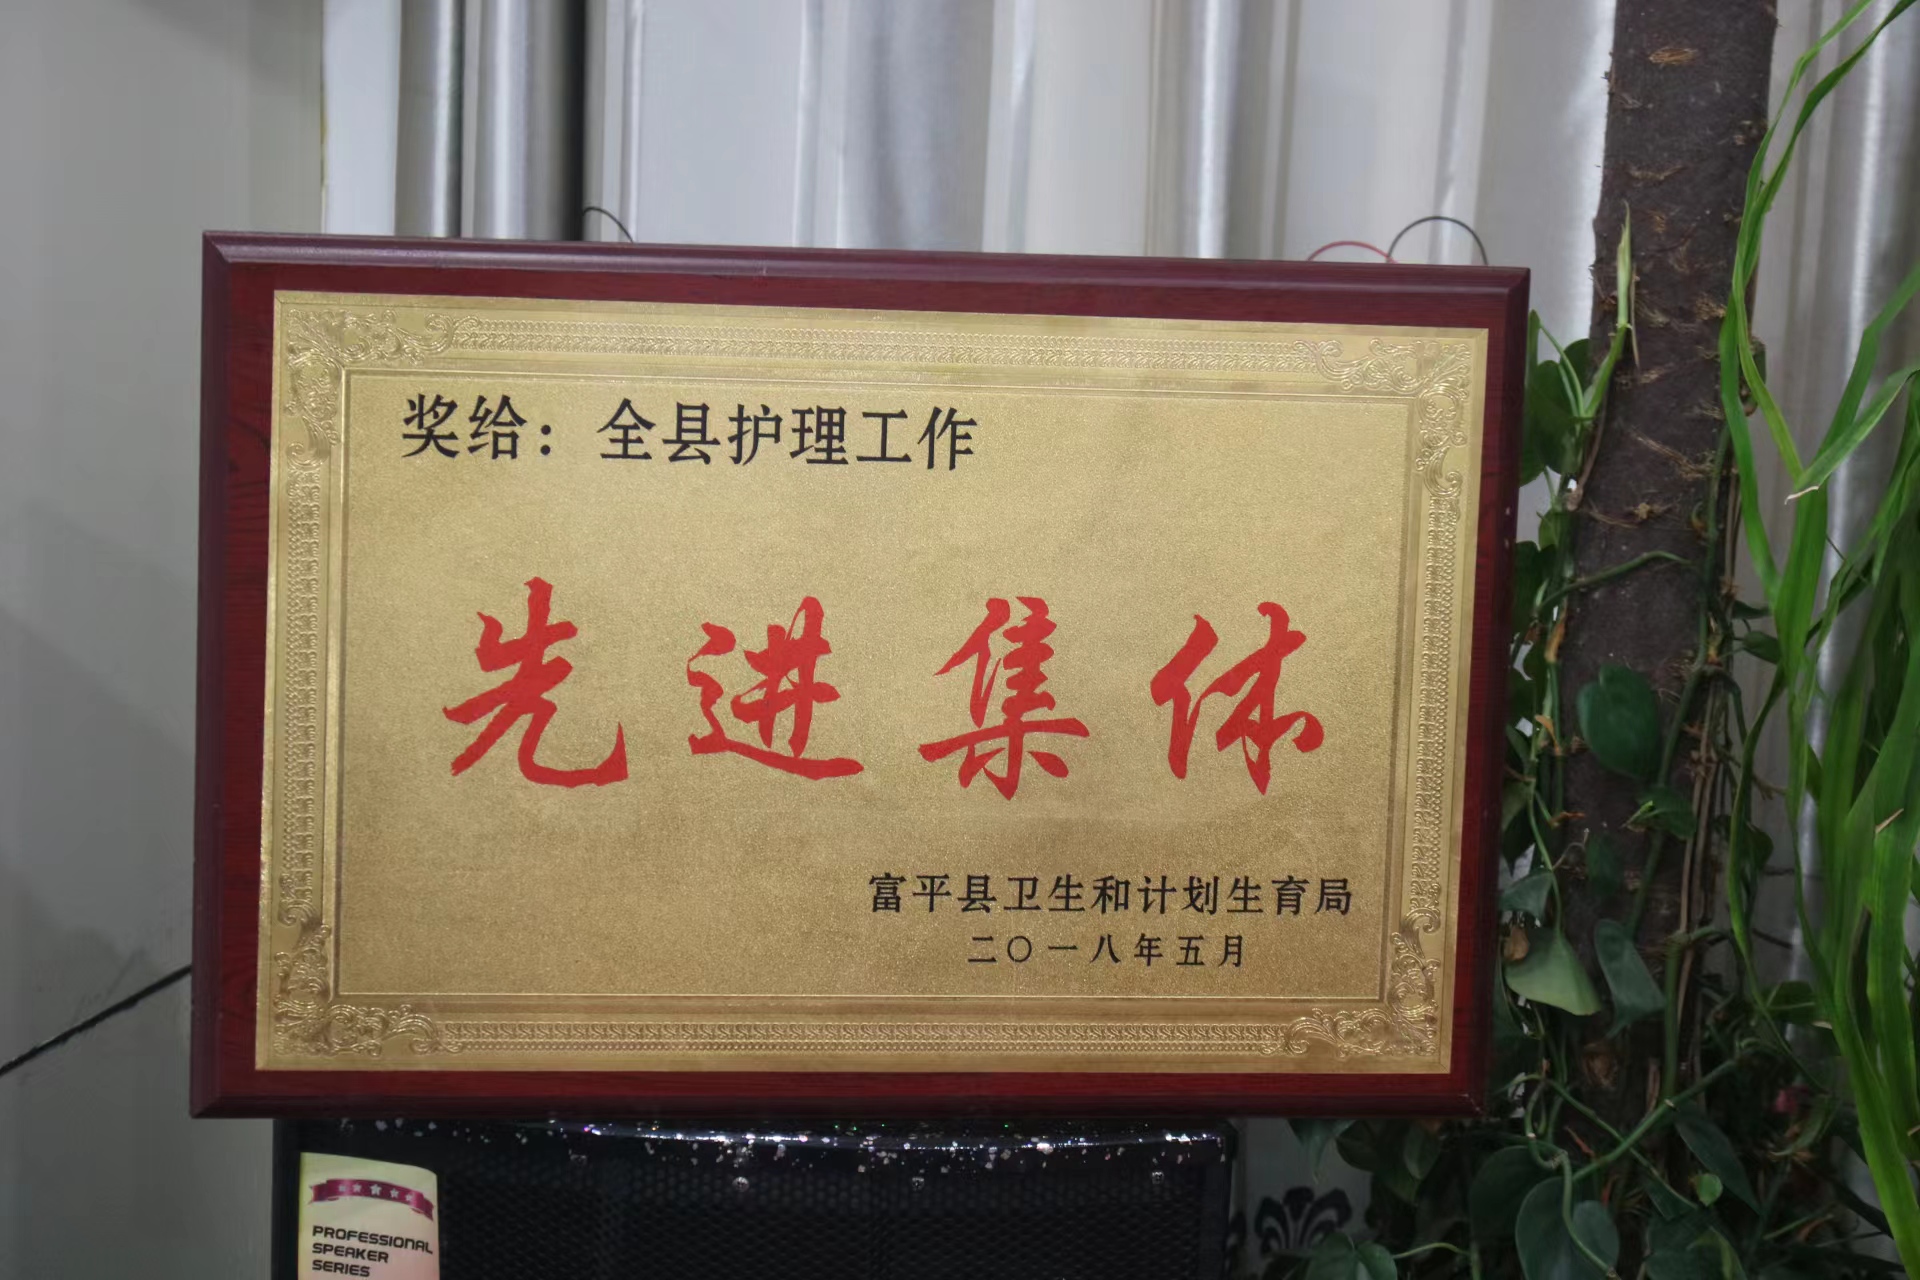 奖给：全县护理工作
先进集体
富平县卫生和计划生育局
二〇一八年五月
PROFESSIONAL
SPEAKER
SERIES